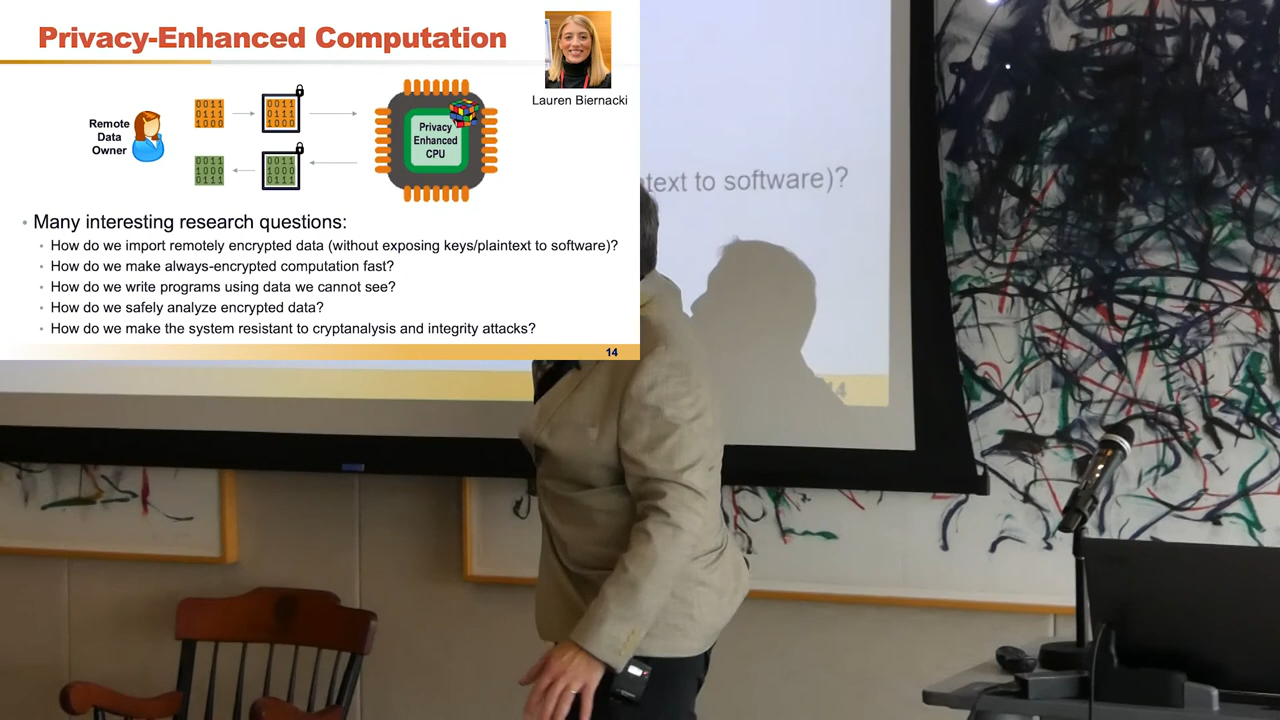 Privacy-Enhanced Computation
Lauren Biernacki
Remote
Data
Owner
0011
0111
1000
0011
0111
1000
Privacy
Enhanced
CPU
0011
1000
0111
0011
1000
0111
• Many interesting research questions:
• How do we import remotely encrypted data (without exposing keys/plaintext to software)?
• How do we make always-encrypted computation fast?
• How do we write programs using data we cannot see?
• How do we safely analyze encrypted data?
• How do we make the system resistant to cryptanalysis and integrity attacks?
14
text to software)?
14